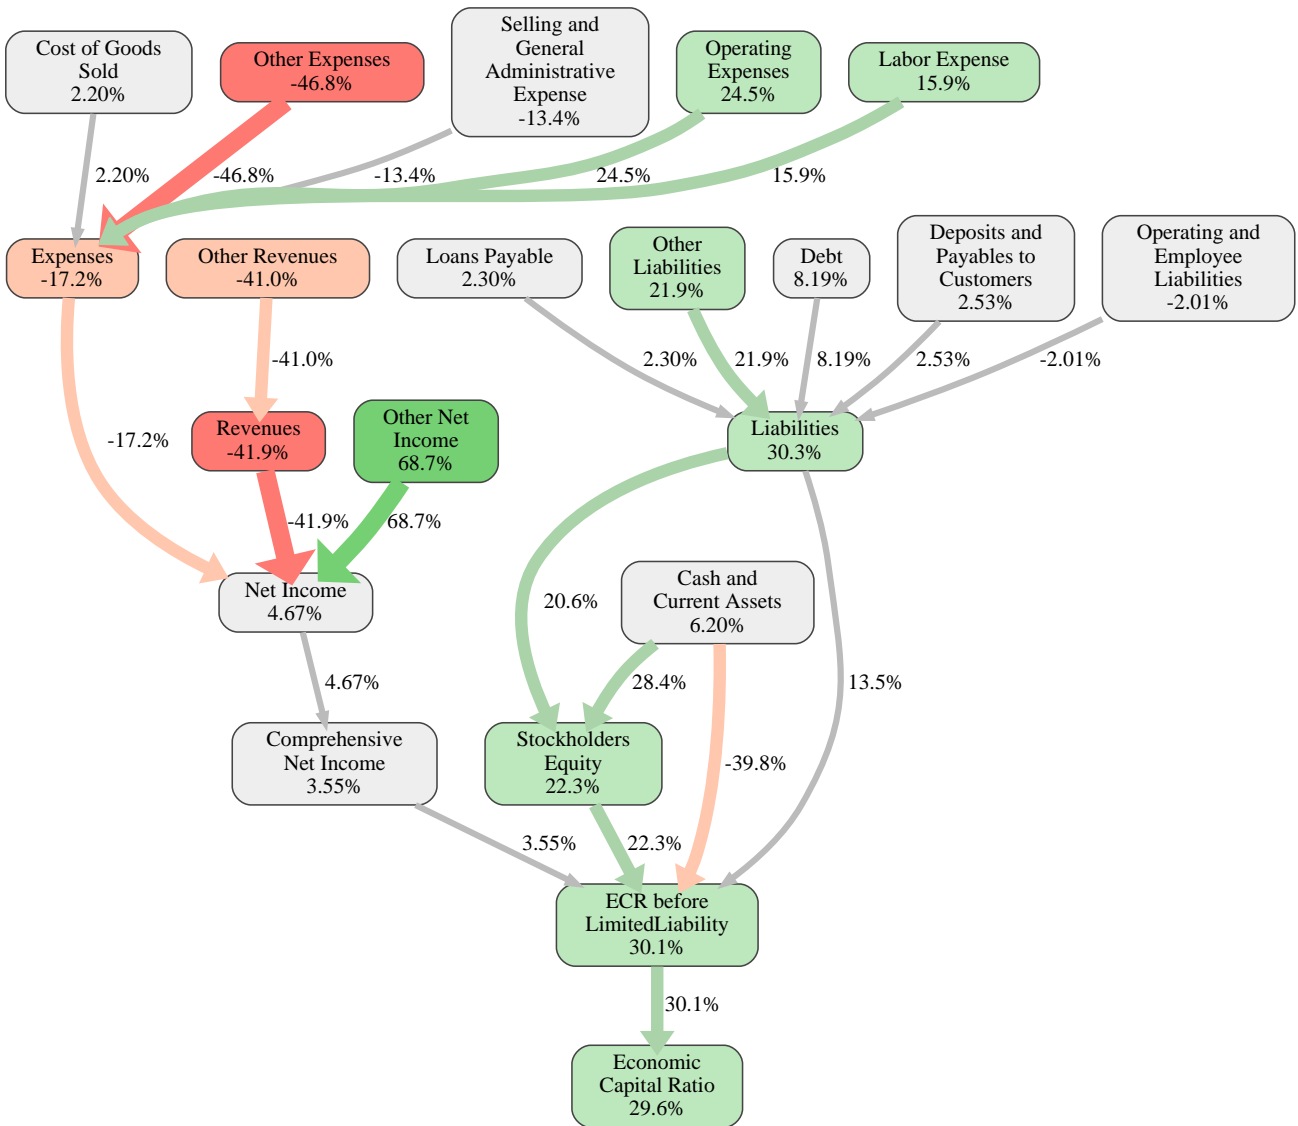 Cost of Goods
Sold
2.20%
Other Expenses
-46.8%
Selling and
General
Administrative
Expense
-13.4%
Operating
Expenses
24.5%
Labor Expense
15.9%
2.20%
-46.8%
-13.4%
24.5%
15.9%
Expenses
-17.2%
Other Revenues
-41.0%
Loans Payable
2.30%
Other
Liabilities
21.9%
Debt
8.19%
Deposits and
Payables to
Customers
2.53%
Operating and
Employee
Liabilities
-2.01%
-41.0%
2.30%
21.9%
8.19%
2.53%
-2.01%
-17.2%
Revenues
-41.9%
Other Net
Income
68.7%
Liabilities
30.3%
-41.9%
68.7%
Net Income
4.67%
20.6%
Cash and
Current Assets
6.20%
4.67%
28.4%
13.5%
Comprehensive
Net Income
3.55%
Stockholders
Equity
22.3%
-39.8%
3.55%
22.3%
ECR before
LimitedLiability
30.1%
30.1%
Economic
Capital Ratio
29.6%